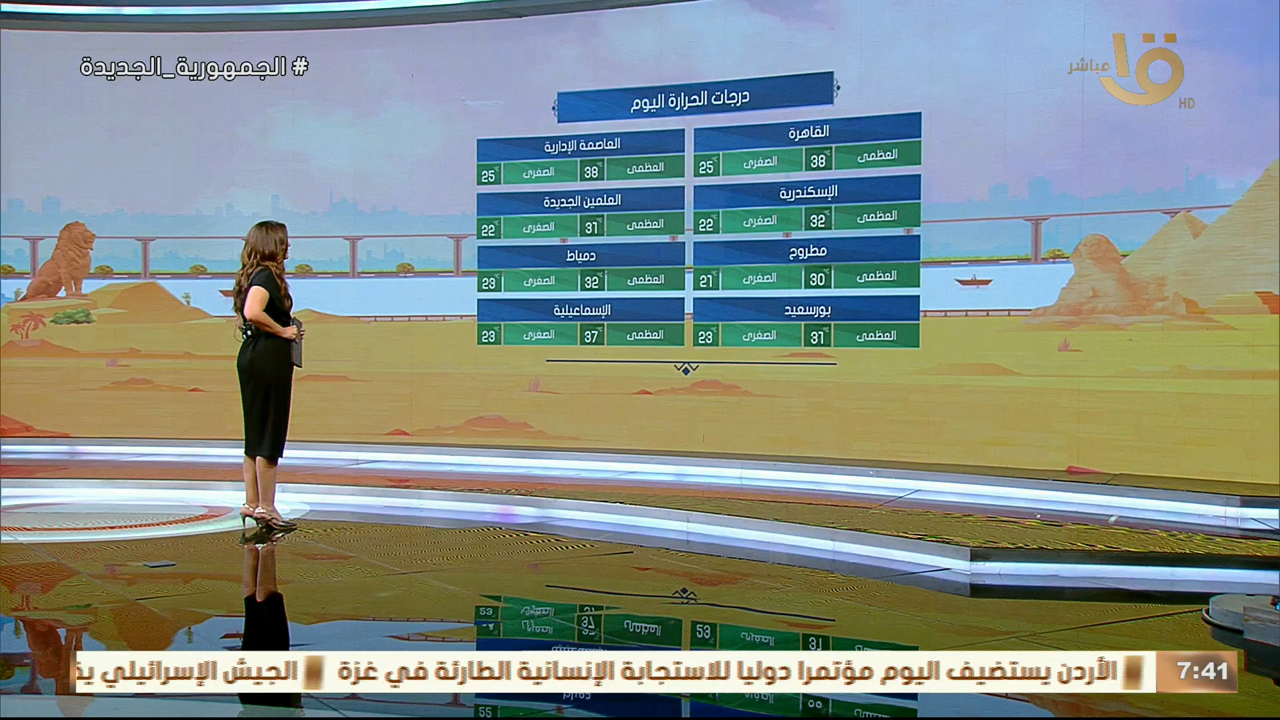 # الجمهورية_الجديدة
مباشر
HD
درجات الحرارة اليوم
القاهرة
العظمى 38°c الصغرى 25°c
العاصمة الإدارية
العظمى 38°c الصغرى 25°c
الإسكندرية
العظمى 32°c الصغرى 22°c
العلمين الجديدة
العظمى 31°c الصغرى 22°c
مطروح
العظمى 30°c الصغرى 21°c
دمياط
العظمى 32°c الصغرى 23°c
بورسعيد
العظمى 31°c الصغرى 23°c
الإسماعيلية
العظمى 37°c الصغرى 23°c
7:41
الأردن يستضيف اليوم مؤتمرا دوليا للاستجابة الإنسانية الطارئة في غزة
الجيش الإسرائيلي